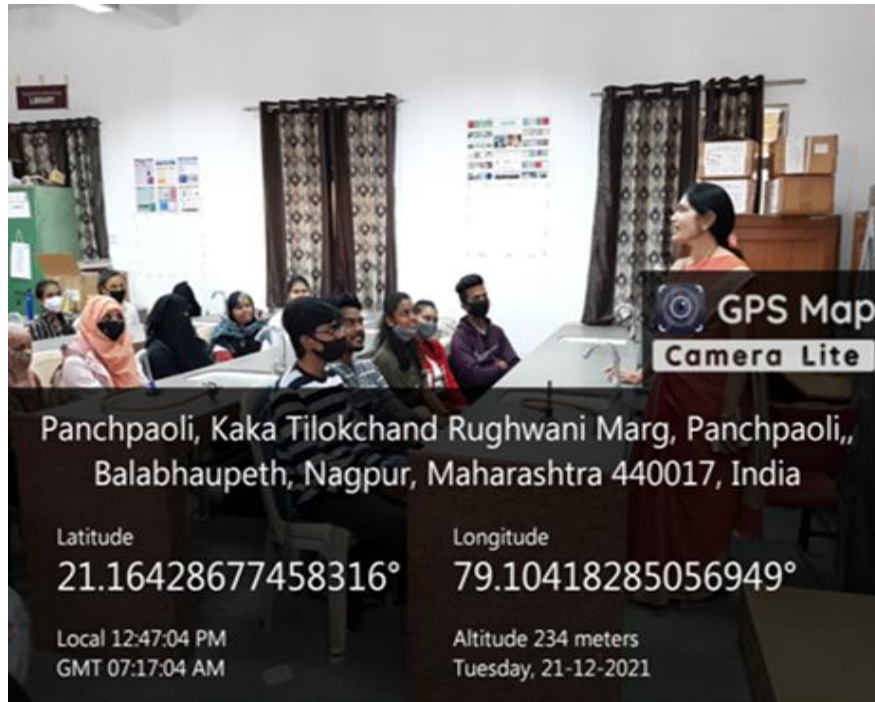 LIBRARY
GPS Map
Camera Lite
Panchpaoli, Kaka Tilokchand Rughwani Marg, Panchpaoli,,
Balabhaupeth, Nagpur, Maharashtra 440017, India
Latitude
21.16428677458316°
Longitude
79.10418285056949°
Local 12:47:04 PM
GMT 07:17:04 AM
Altitude 234 meters
Tuesday, 21-12-2021